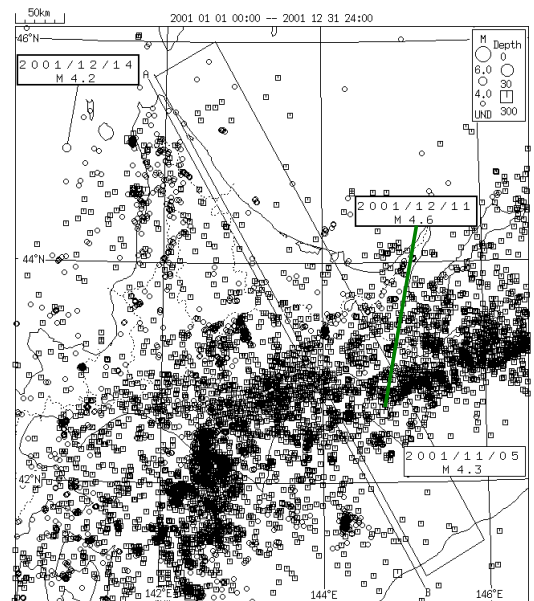 50km
2001 01 01 00:00 -- 2001 12 31 24:00
46°N
M Depth
0
6.0
30
4.0
UND 300
2001/12/14
M 4.2
A
2001/12/11
M 4.6
44°N
2001/11/05
M 4.3
42°N
B
142°E 144°E 146°E